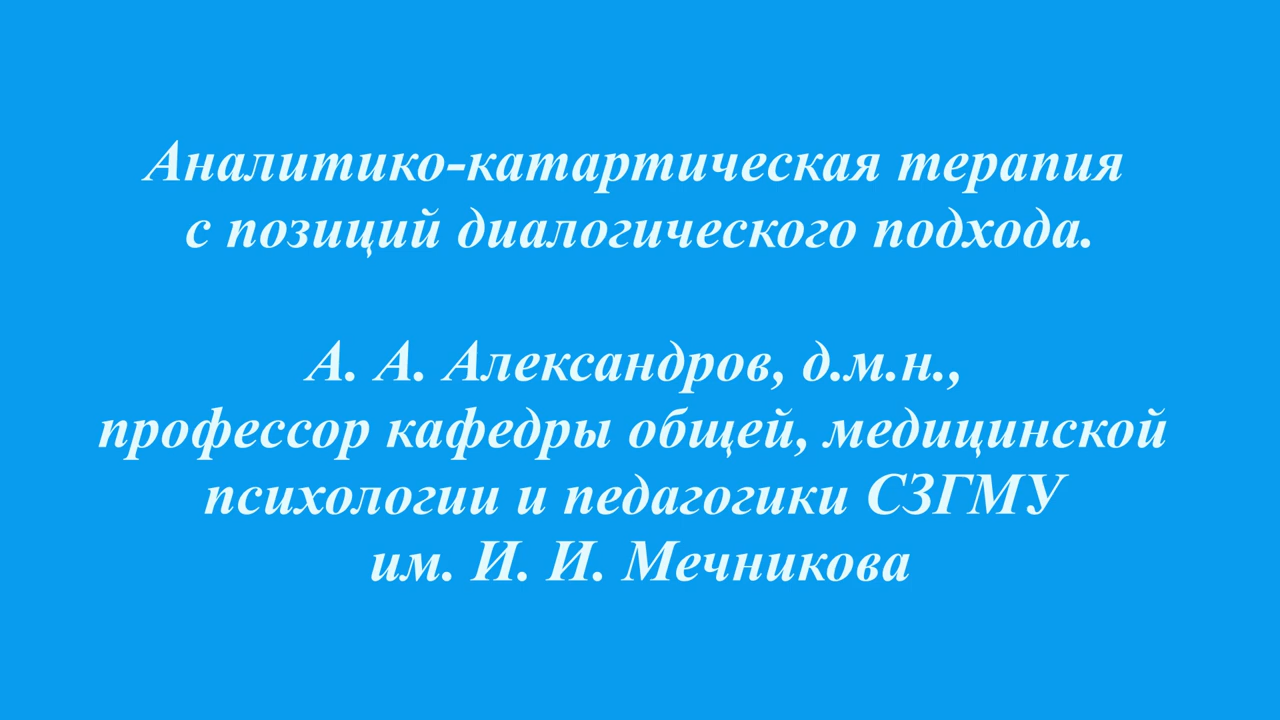 Аналитико-катартическая терапия
с позиций диалогического подхода.
А. А. Александров, д.м.н.,
профессор кафедры общей, медицинской
психологии и педагогики СЗГМУ
им. И. И. Мечникова